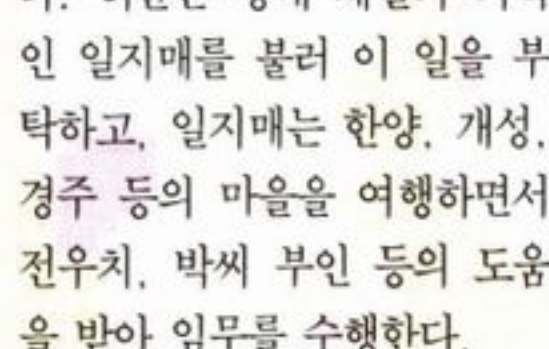 인 일지매를 불러 이 일을 부
탁하고, 일지매는 한양, 개성,
경주 등의 마을을 여행하면서
전우치, 박씨 부인 등의 도움
을 받아 임무를 수행한다.